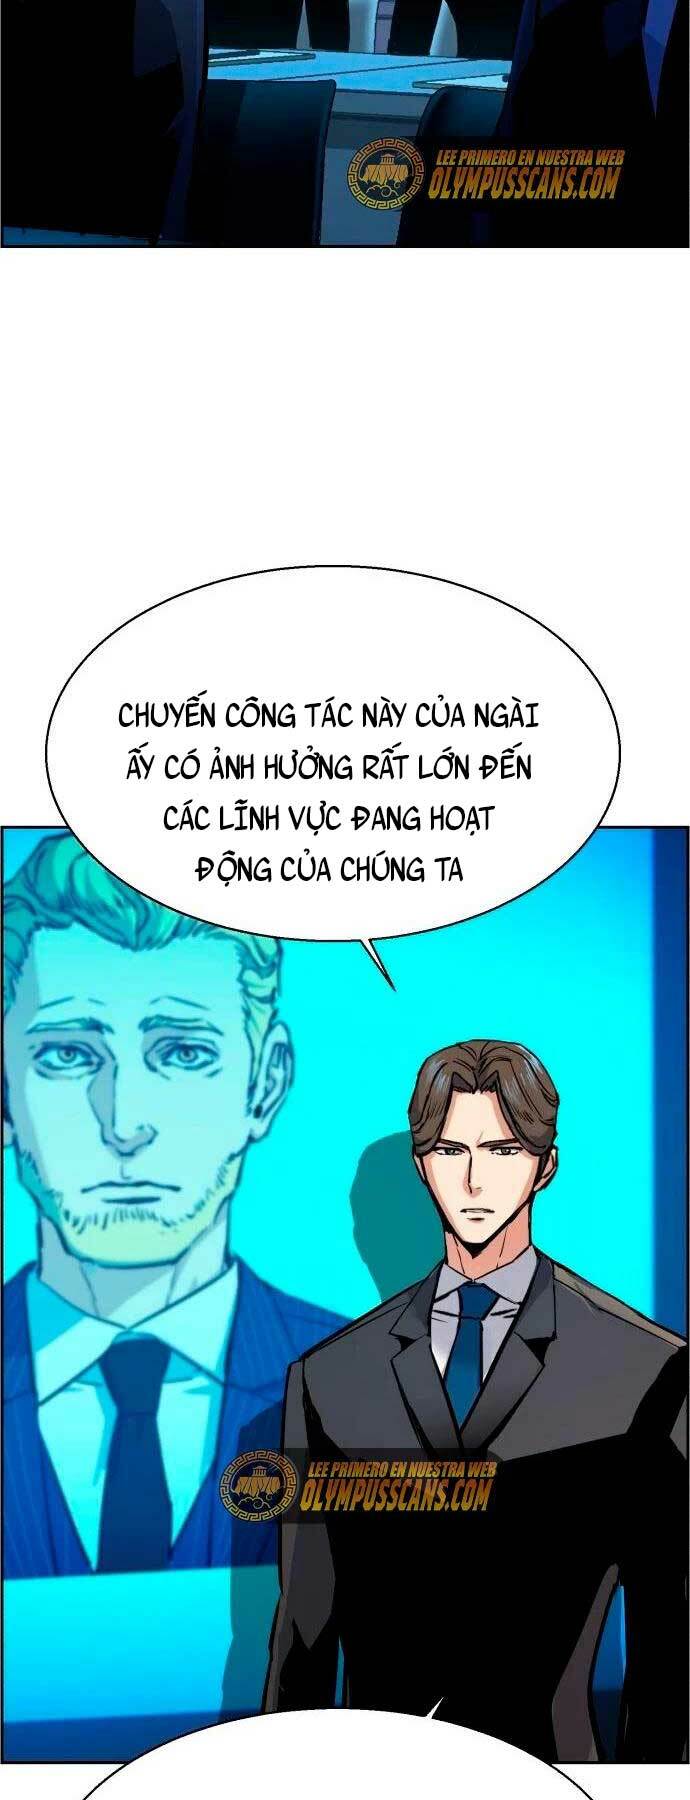 LEE PRIMERO EN NUESTRA WEB
OLYMPUSSCANS.COM
CHUYẾN CÔNG TÁC NÀY CỦA NGÀI
ẤY CÓ ẢNH HƯỞNG RẤT LỚN ĐẾN
CÁC LĨNH VỰC ĐANG HOẠT
ĐỘNG CỦA CHÚNG TA
LEE PRIMERO EN NUESTRA WEB
OLYMPUSSCANS.COM